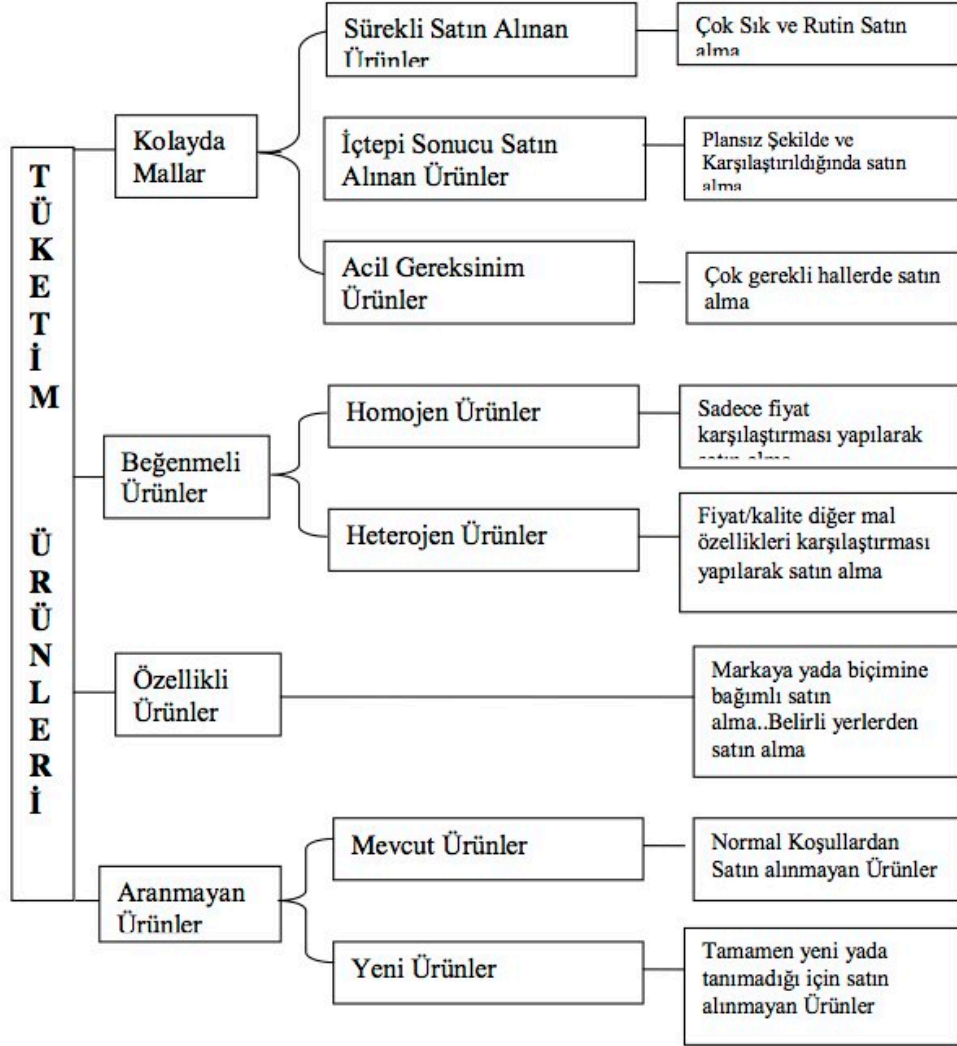 TÜKETİM ÜRÜNLERİ
Kolayda
Mallar
Sürekli Satın Alınan
Ürünler
Çok Sık ve Rutin Satın
alma
İçtepi Sonucu Satın
Alınan Ürünler
Plansız Şekilde ve
Karşılaştırıldığında satın
alma
Acil Gereksinim
Ürünler
Çok gerekli hallerde satın
alma
Beğenmeli
Ürünler
Homojen Ürünler
Sadece fiyat
karşılaştırması yapılarak
satın alma
Heterojen Ürünler
Fiyat/kalite diğer mal
özellikleri karşılaştırması
yapılarak satın alma
Özellikli
Ürünler
Markaya yada biçimine
bağımlı satın
alma..Belirli yerlerden
satın alma
Aranmayan
Ürünler
Mevcut Ürünler
Normal Koşullardan
Satın alınmayan Ürünler
Yeni Ürünler
Tamamen yeni yada
tanımadığı için satın
alınmayan Ürünler